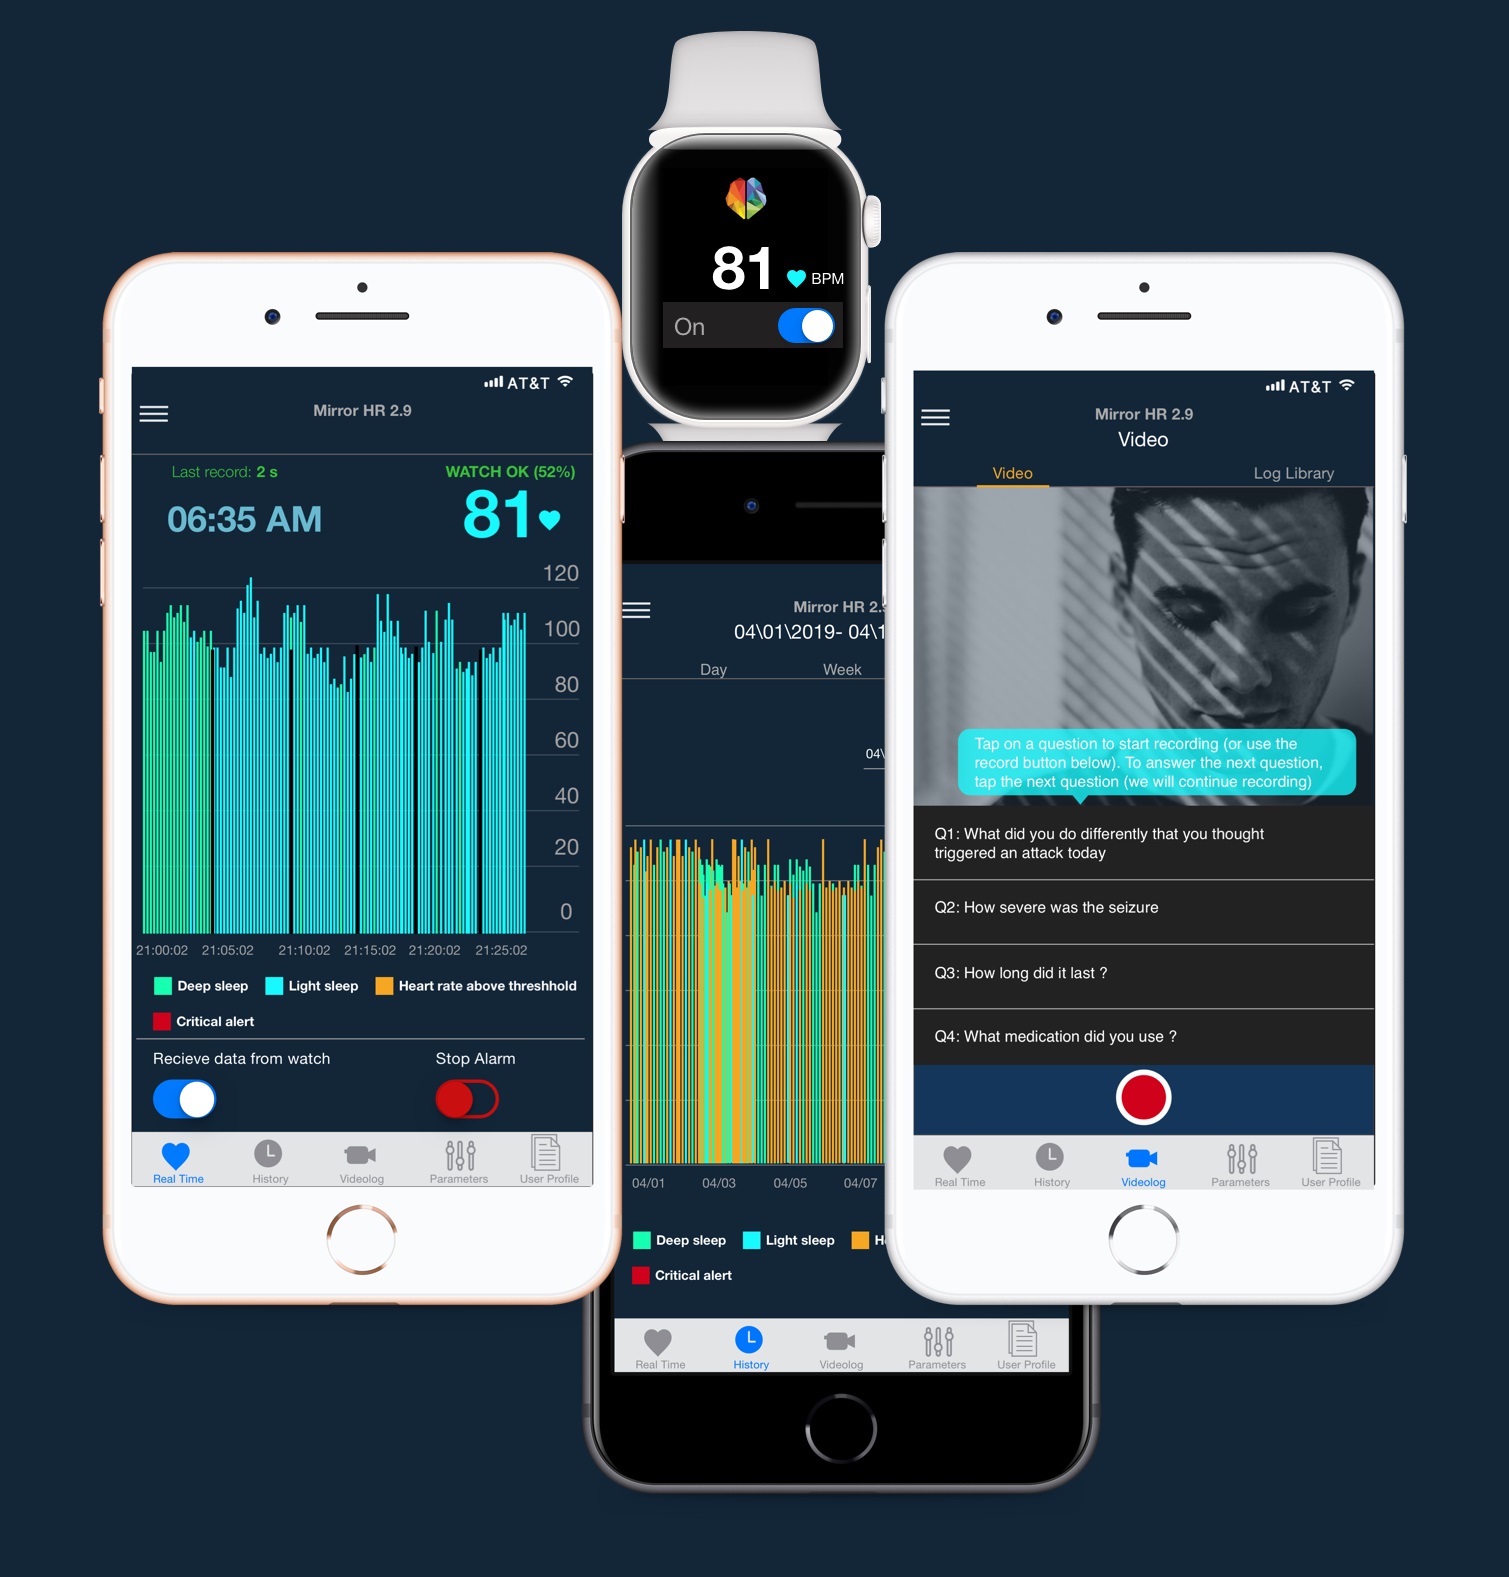 81 BPM
On
AT&T
Mirror HR 2.9
Last record: 2 s
WATCH OK (52%)
06:35 AM
81
120
100
80
60
40
20
0
21:00:02 21:05:02 21:10:02 21:15:02 21:20:02 21:25:02
Deep sleep Light sleep Heart rate above threshhold
Critical alert
Recieve data from watch Stop Alarm
Real Time History Videolog Parameters User Profile
Mirror HR 2.9
04\01\2019- 04\1
Day Week
04\
04/01 04/03 04/05 04/07
Deep sleep Light sleep H
Critical alert
Real Time History Videolog Parameters User Profile
AT&T
Mirror HR 2.9
Video
Video Log Library
Tap on a question to start recording (or use the
record button below). To answer the next question,
tap the next question (we will continue recording)
Q1: What did you do differently that you thought
triggered an attack today
Q2: How severe was the seizure
Q3: How long did it last ?
Q4: What medication did you use ?
Real Time History Videolog Parameters User Profile